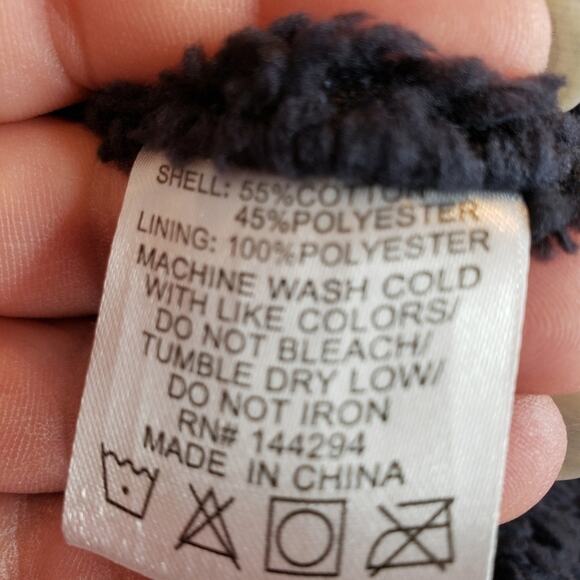 SHELL: 55%COTTON
45%POLYESTER
LINING: 100%POLYESTER
MACHINE WASH COLD
WITH LIKE COLORS/
DO NOT BLEACH/
TUMBLE DRY LOW/
DO NOT IRON
RN# 144294
MADE IN CHINA